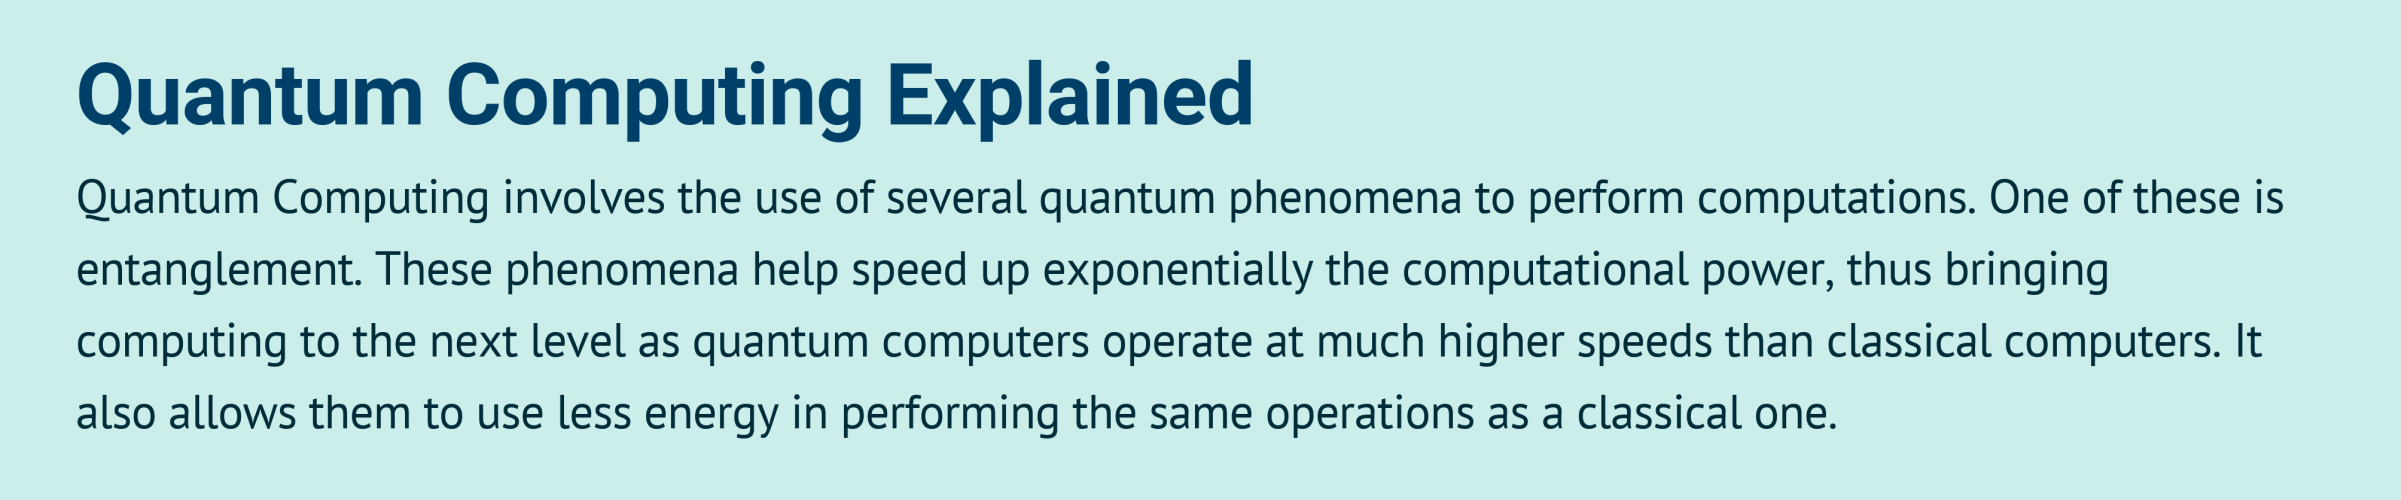 Quantum Computing Explained
Quantum Computing involves the use of several quantum phenomena to perform computations. One of these is
entanglement. These phenomena help speed up exponentially the computational power, thus bringing
computing to the next level as quantum computers operate at much higher speeds than classical computers. It
also allows them to use less energy in performing the same operations as a classical one.